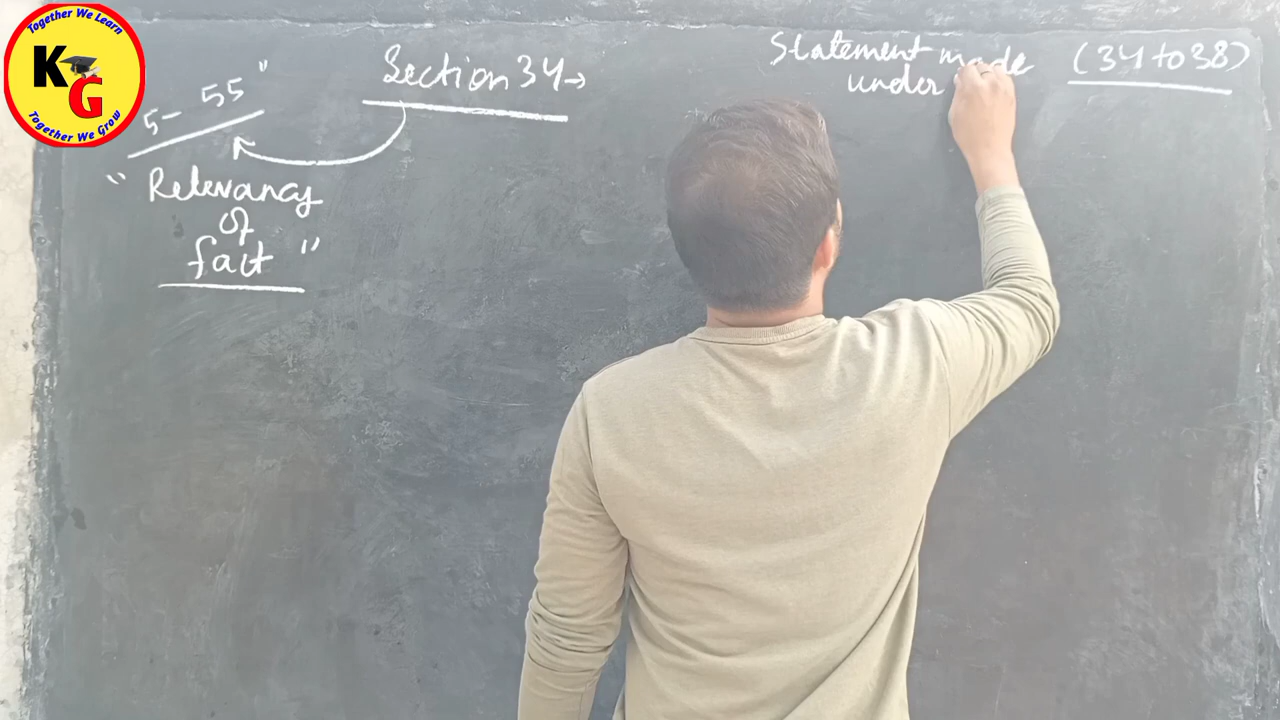 Together We Learn
KG
Together We Grow
5 - 55"
Section 34→
"Relevancy
of
fact"
Statement made
under
(34 to 38)